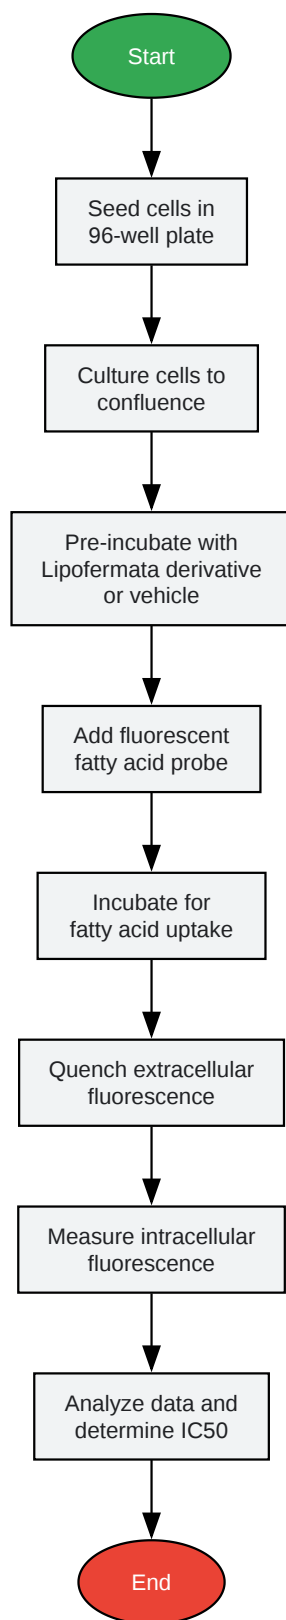 Start
Seed cells in
96-well plate
Culture cells to
confluence
Pre-incubate with
Lipofermata derivative
or vehicle
Add fluorescent
fatty acid probe
Incubate for
fatty acid uptake
Quench extracellular
fluorescence
Measure intracellular
fluorescence
Analyze data and
determine IC50
End